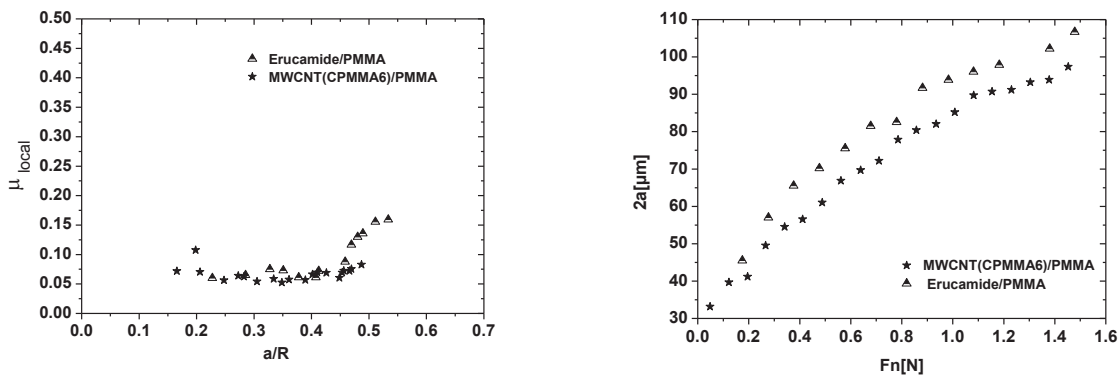 0.50
0.45
0.40
0.35
0.30
0.25
0.20
0.15
0.10
0.05
0.00
μ local
Erucamide/PMMA
MWCNT(CPMMA6)/PMMA
0.0 0.1 0.2 0.3 0.4 0.5 0.6 0.7
a/R
110
100
90
80
70
60
50
40
30
2a[µm]
MWCNT(CPMMA6)/PMMA
Erucamide/PMMA
0.0 0.2 0.4 0.6 0.8 1.0 1.2 1.4 1.6
Fn[N]